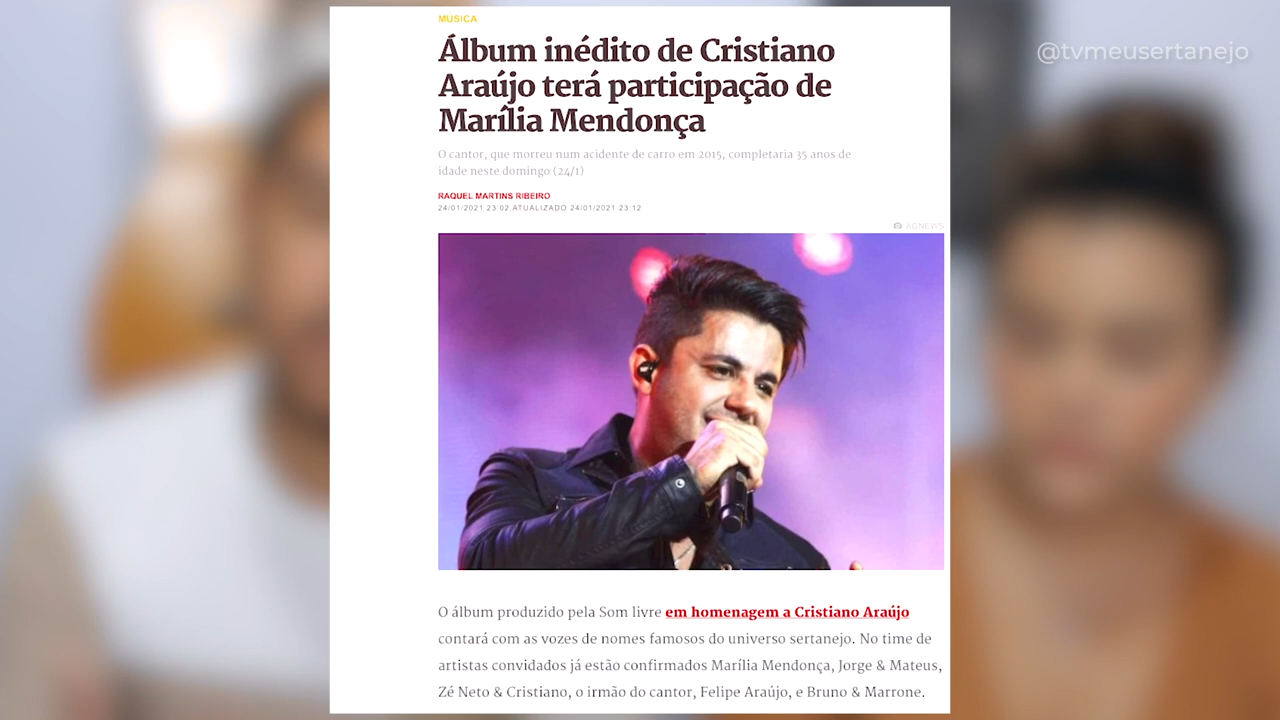 MÚSICA
@tvmeusertanejo
Álbum inédito de Cristiano
Araújo terá participação de
Marília Mendonça
O cantor, que morreu num acidente de carro em 2015, completaria 35 anos de
idade neste domingo (24/1)
RAQUEL MARTINS RIBEIRO
24/01/2021 23:02,ATUALIZADO 24/01/2021 23:12
AGNEWS
O álbum produzido pela Som livre em homenagem a Cristiano Araújo
contará com as vozes de nomes famosos do universo sertanejo. No time de
artistas convidados já estão confirmados Marília Mendonça, Jorge & Mateus,
Zé Neto & Cristiano, o irmão do cantor, Felipe Araújo, e Bruno & Marrone.